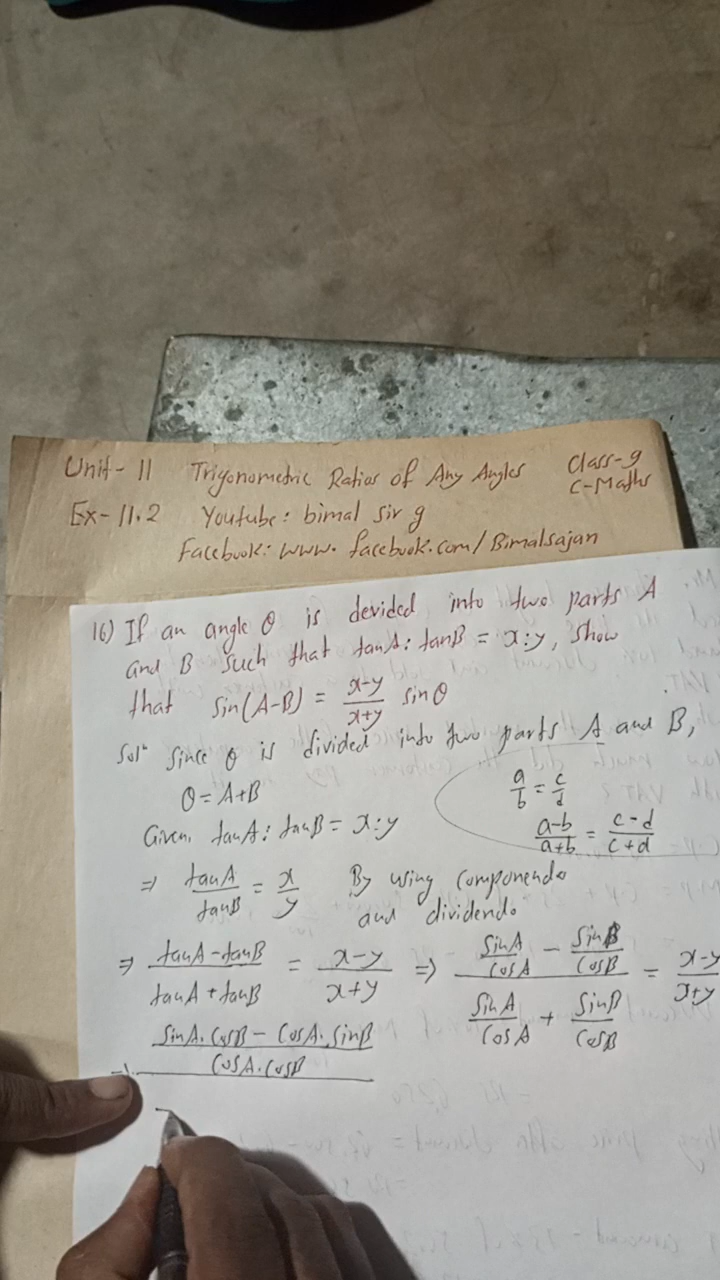 Unit- 11 Trigonometric Ratios of Any Angles Class-9
C-Maths
Ex- 11.2 Youtube: bimal sir g
Facebook: www. facebook.com/Bimalsajan
16) If an angle θ is devided into two parts A
and B such that tanA: tanB = x:y, show
that sin(A-B) = x-y/x+y sinθ
Solⁿ Since θ is divided into two parts A and B,
θ = A+B
a/b = c/d
Given, tanA: tanB = x:y
a-b/a+b = c-d/c+d
⇒ tanA/tanB = x/y By using Componendo
and dividendo
⇒ tanA-tanB/tanA+tanB = x-y/x+y ⇒ SinA/CosA - SinB/CosB / SinA/CosA + SinB/CosB = x-y/x+y
⇒ SinA.CosB - CosA.SinB/CosA.CosB